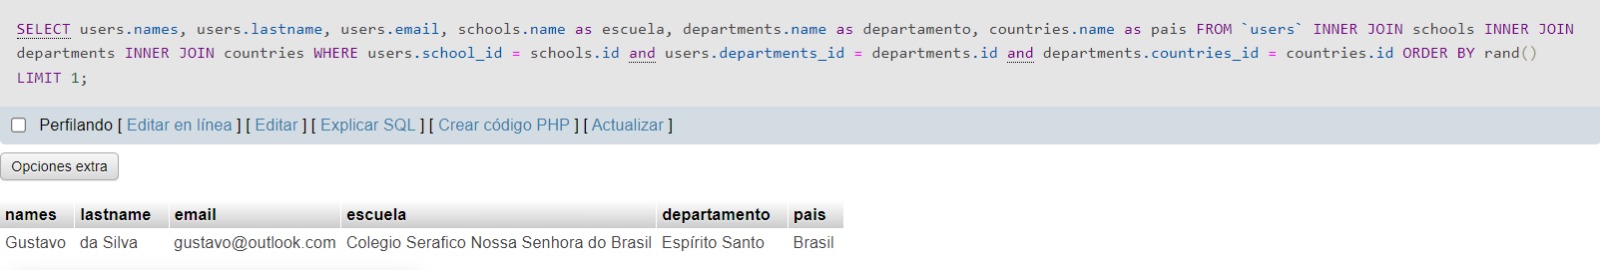 SELECT users.names, users.lastname, users.email, schools.name as escuela, departments.name as departamento, countries.name as pais FROM `users` INNER JOIN schools INNER JOIN
departments INNER JOIN countries WHERE users.school_id = schools.id and users.departments_id = departments.id and departments.countries_id = countries.id ORDER BY rand()
LIMIT 1;
Perfilando [ Editar en línea ] [ Editar ] [ Explicar SQL ] [ Crear código PHP ] [ Actualizar ]
Opciones extra
names lastname email escuela departamento pais
Gustavo da Silva gustavo@outlook.com Colegio Serafico Nossa Senhora do Brasil Espírito Santo Brasil